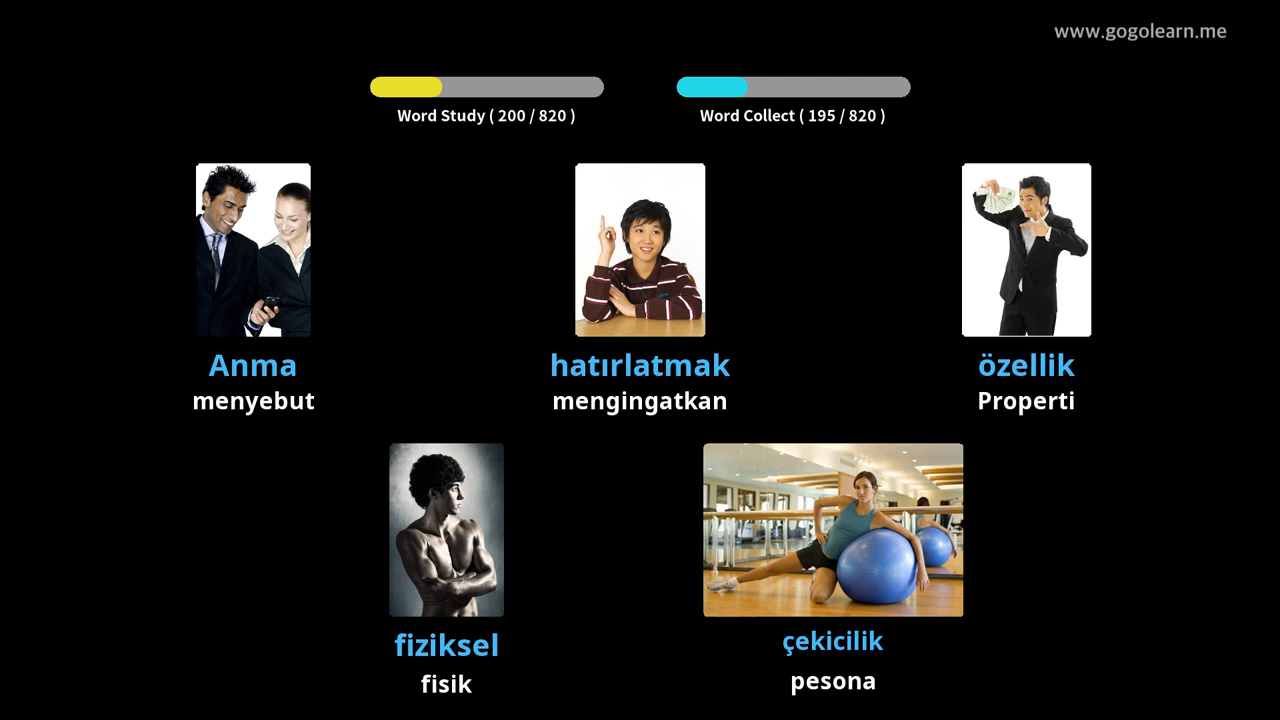 www.gogolearn.me
Word Study ( 200 / 820 )
Word Collect ( 195 / 820 )
Anma
menyebut
hatırlatmak
mengingatkan
özellik
Properti
fiziksel
fisik
çekicilik
pesona